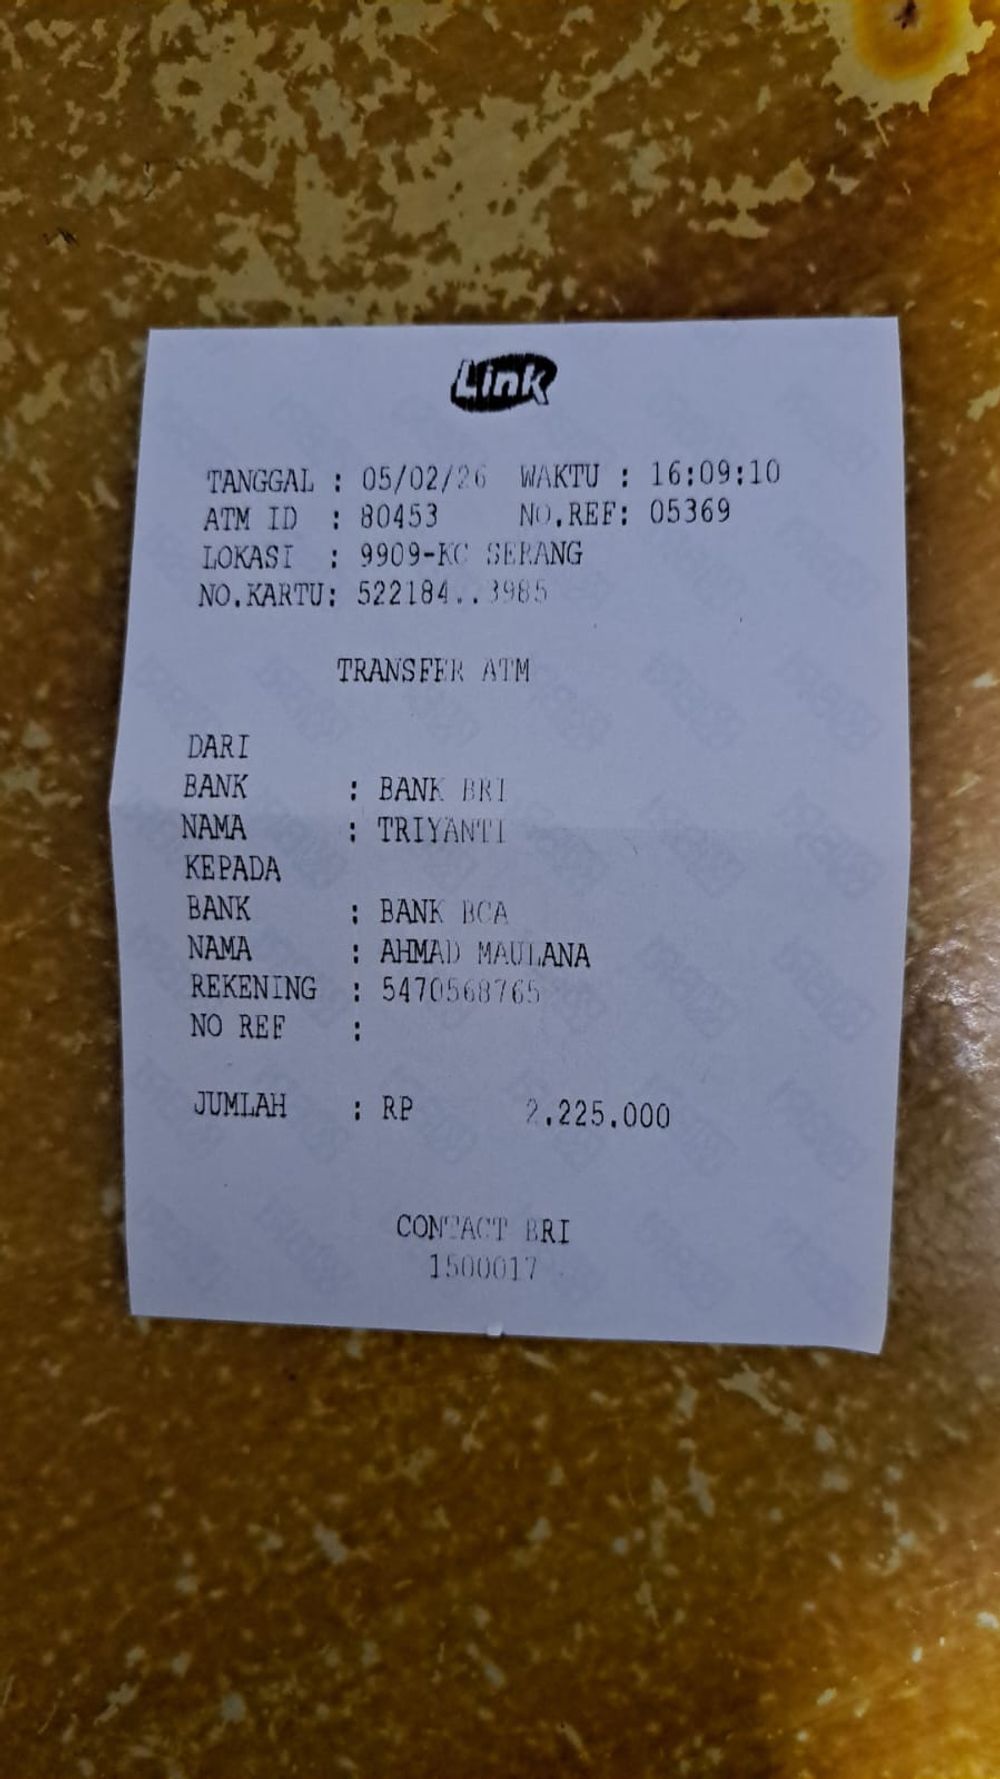 Link
TANGGAL : 05/02/26 WAKTU : 16:09:10
ATM ID : 80453 NO.REF: 05369
LOKASI : 9909-KC SERANG
NO.KARTU: 522184..3985
TRANSFER ATM
DARI
BANK : BANK BRI
NAMA : TRIYANTI
KEPADA
BANK : BANK BCA
NAMA : AHMAD MAULANA
REKENING : 5470568765
NO REF :
JUMLAH : RP 2.225.000
CONTACT BRI
1500017